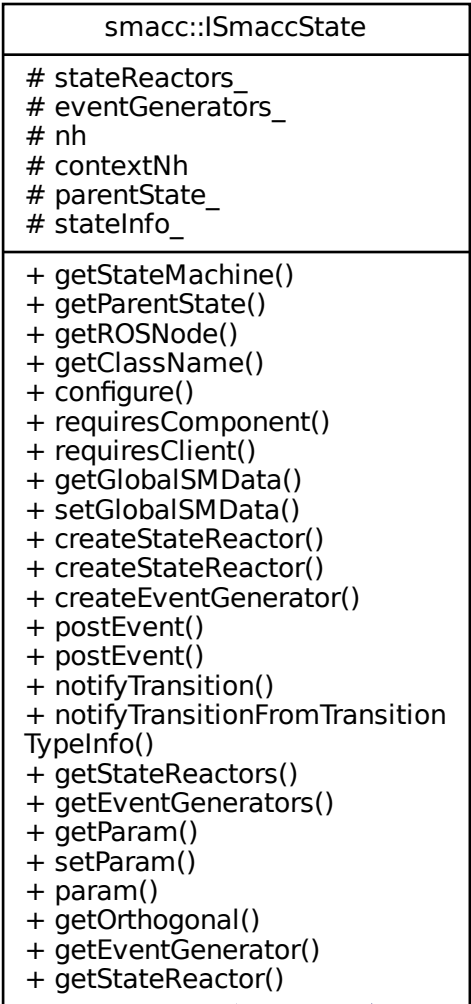 smacc::ISmaccState
# stateReactors_
# eventGenerators_
# nh
# contextNh
# parentState_
# stateInfo_
+ getStateMachine()
+ getParentState()
+ getROSNode()
+ getClassName()
+ configure()
+ requiresComponent()
+ requiresClient()
+ getGlobalSMData()
+ setGlobalSMData()
+ createStateReactor()
+ createStateReactor()
+ createEventGenerator()
+ postEvent()
+ postEvent()
+ notifyTransition()
+ notifyTransitionFromTransition
TypeInfo()
+ getStateReactors()
+ getEventGenerators()
+ getParam()
+ setParam()
+ param()
+ getOrthogonal()
+ getEventGenerator()
+ getStateReactor()